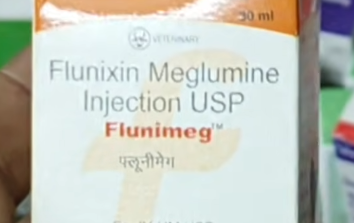 30 ml
VETERINARY
Flunixin Meglumine
Injection USP
Flunimeg™
फ्लूनीमेग